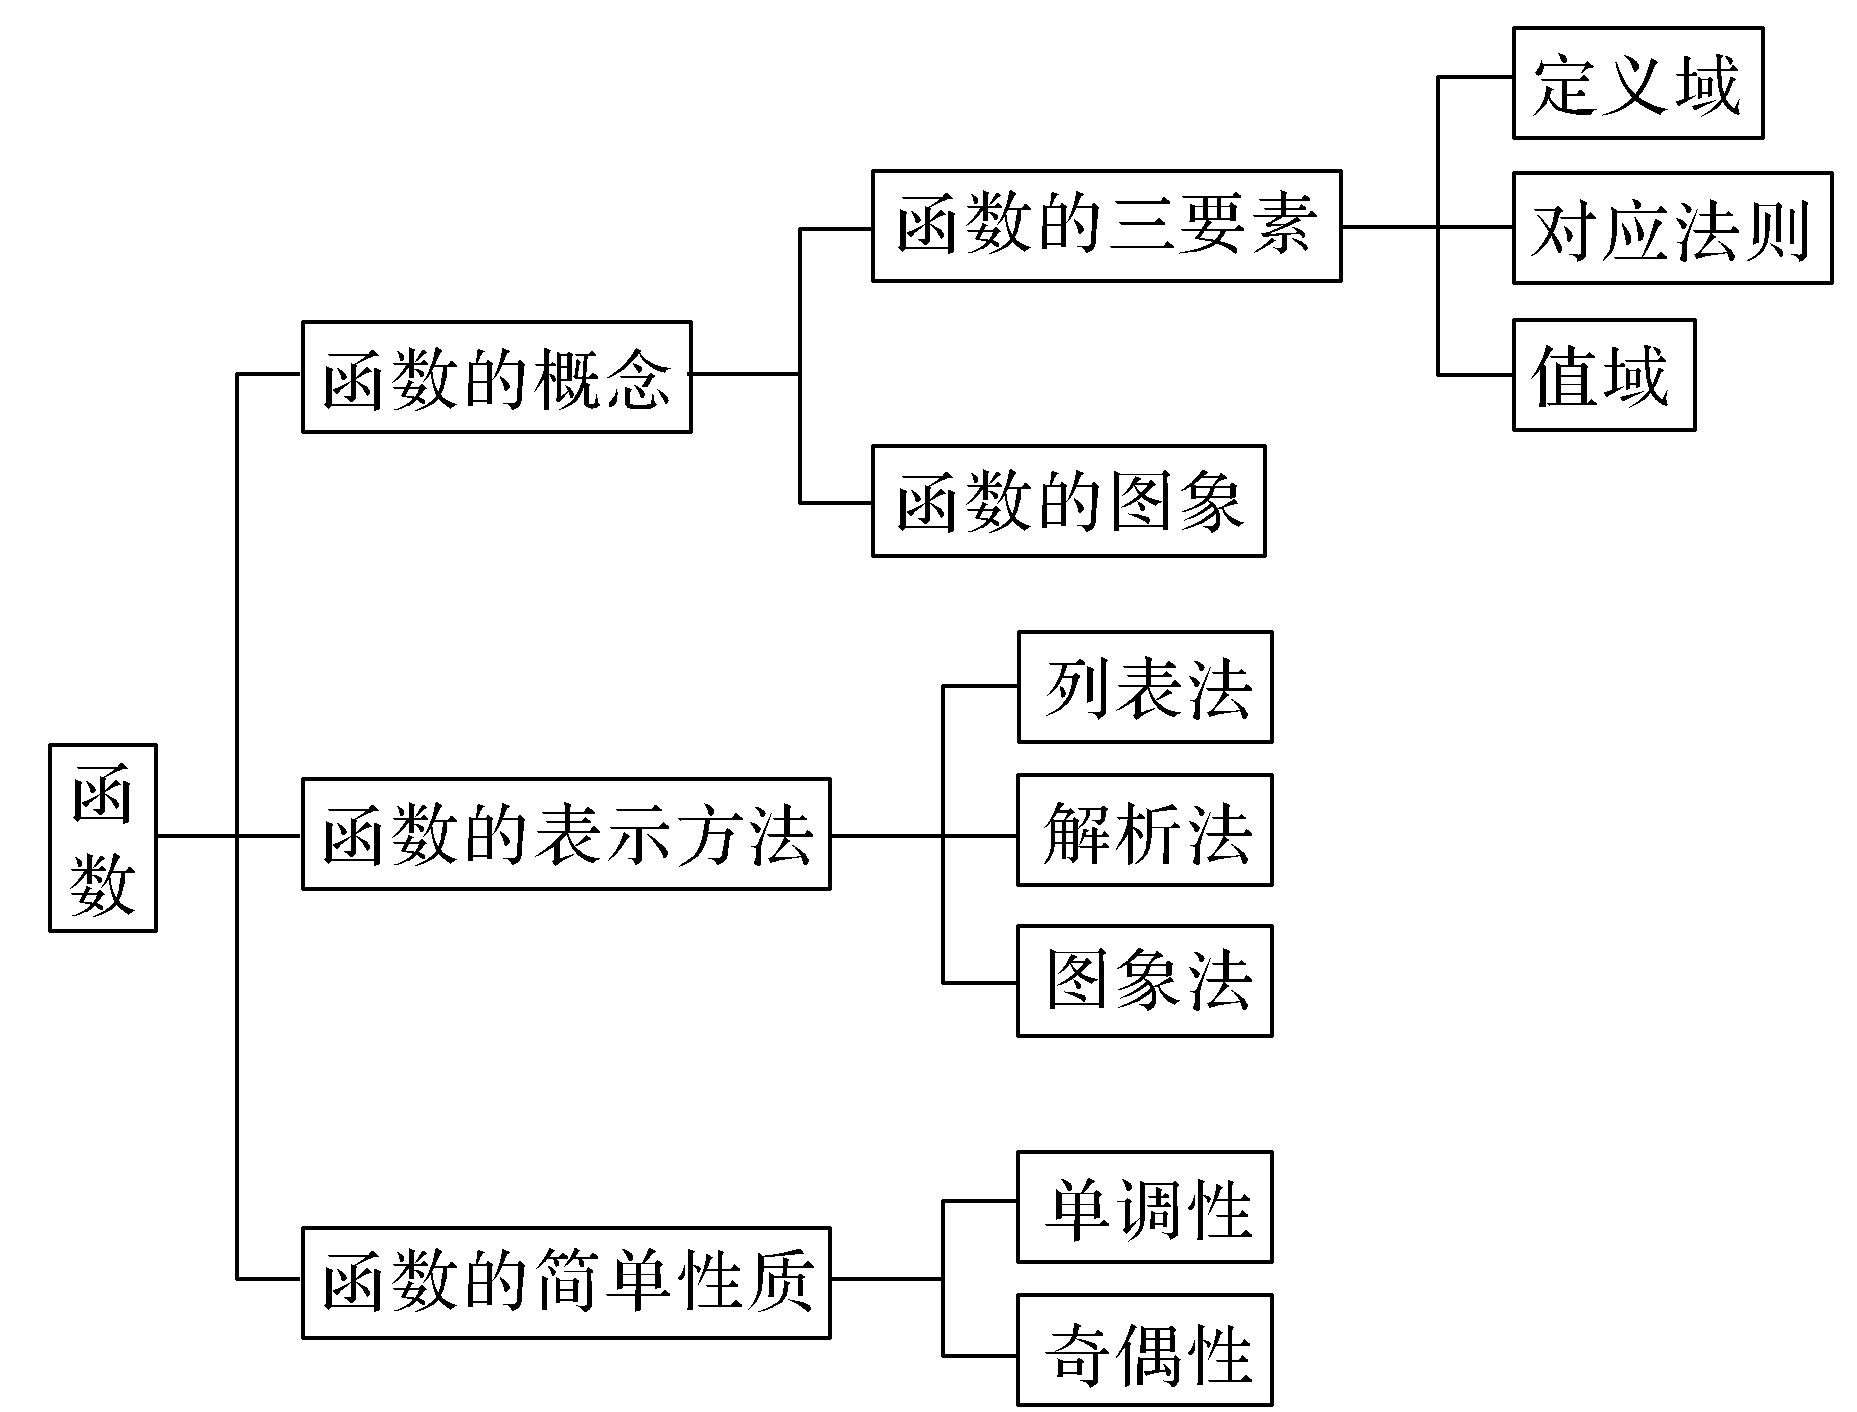 定义域
函数的三要素
对应法则
函数的概念
值域
函数的图象
列表法
函数
函数的表示方法
解析法
图象法
单调性
函数的简单性质
奇偶性